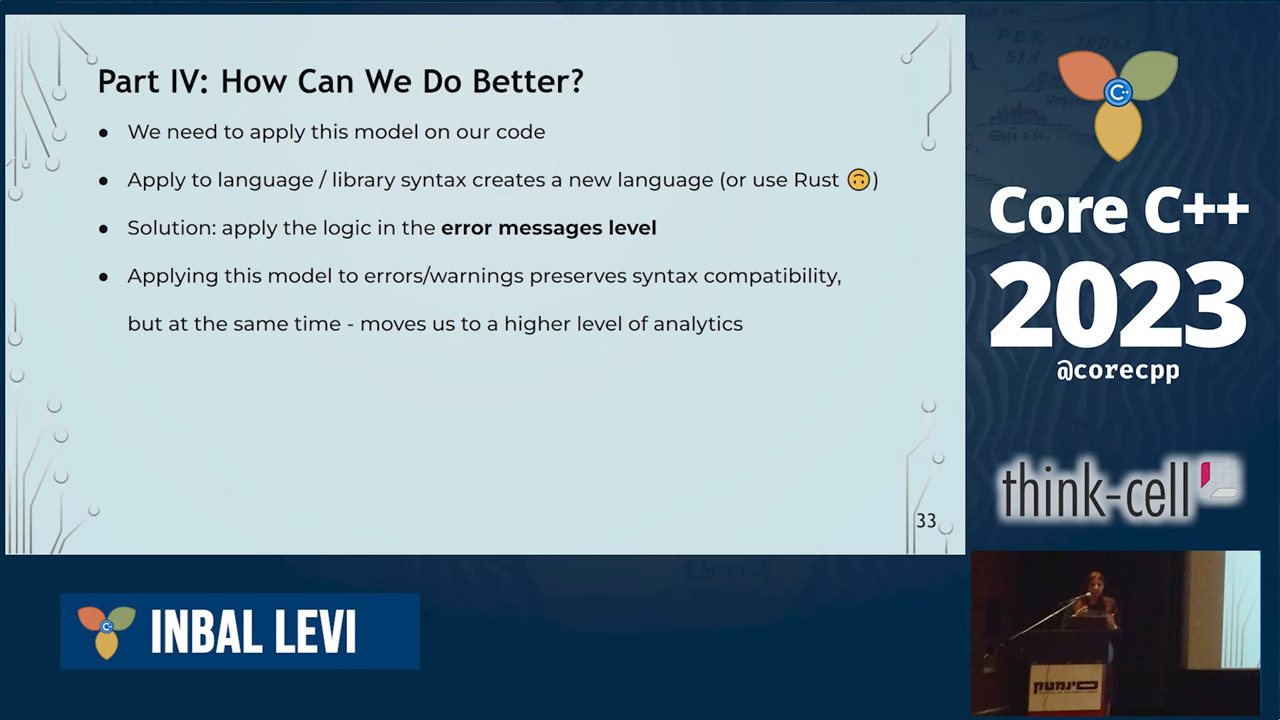 Part IV: How Can We Do Better?
● We need to apply this model on our code
● Apply to language / library syntax creates a new language (or use Rust 🙃)
● Solution: apply the logic in the error messages level
● Applying this model to errors/warnings preserves syntax compatibility,
but at the same time - moves us to a higher level of analytics
33
C++
Core C++
2023
@corecpp
think-cell
C++
INBAL LEVI
סינמטק